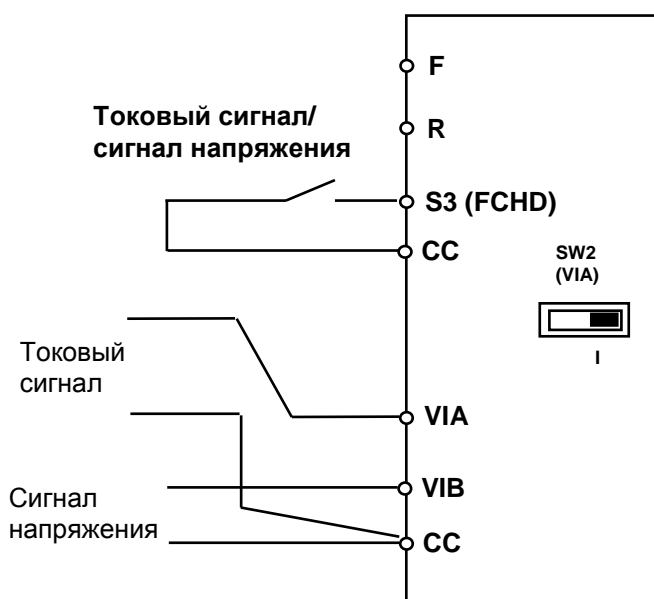 F
Токовый сигнал/
сигнал напряжения
R
S3 (FCHD)
CC
SW2
(VIA)
I
Токовый
сигнал
VIA
VIB
Сигнал
напряжения
CC